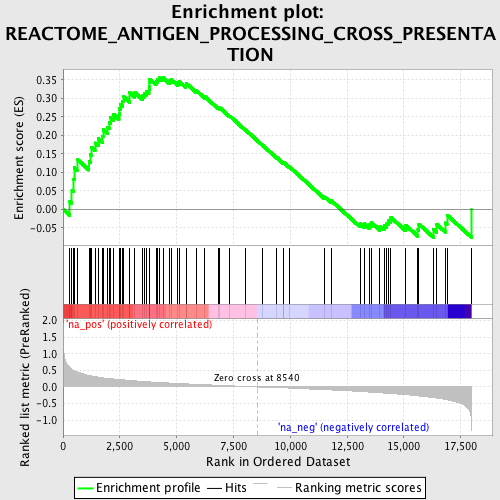 Enrichment plot:
REACTOME_ANTIGEN_PROCESSING_CROSS_PRESENTA
TION
Enrichment score (ES)
0.35
0.30
0.25
0.20
0.15
0.10
0.05
0.00
-0.05
Ranked list metric (PreRanked)
2.0
1.5
1.0
0.5
0.0
-0.5
-1.0
'na_pos' (positively correlated)
Zero cross at 8540
'na_neg' (negatively correlated)
0
2,500
5,000
7,500
10,000
12,500
15,000
17,500
Rank in Ordered Dataset
Enrichment profile
Hits
Ranking metric scores